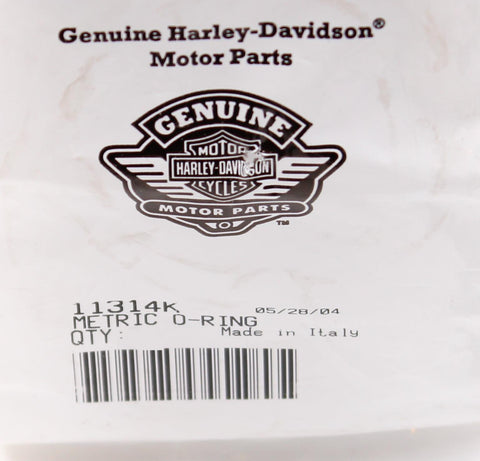 Genuine Harley-Davidson®
Motor Parts
GENUINE
MOTOR
HARLEY-DAVIDSON
CYCLES
MOTOR PARTS
™
11314K 05/28/04
METRIC O-RING
QTY: Made in Italy